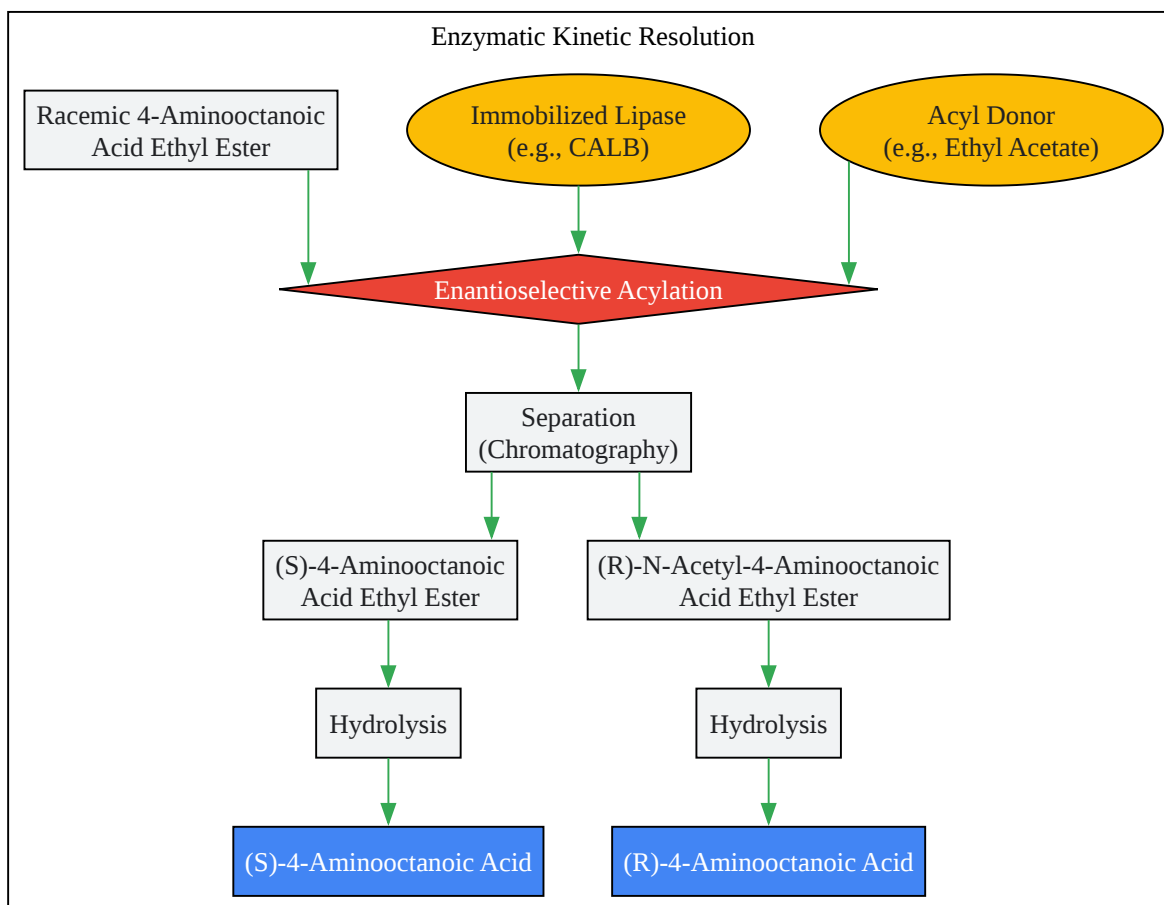 Enzymatic Kinetic Resolution
Racemic 4-Aminooctanoic
Acid Ethyl Ester
Immobilized Lipase
(e.g., CALB)
Acyl Donor
(e.g., Ethyl Acetate)
Enantioselective Acylation
Separation
(Chromatography)
(S)-4-Aminooctanoic
Acid Ethyl Ester
(R)-N-Acetyl-4-Aminooctanoic
Acid Ethyl Ester
Hydrolysis
Hydrolysis
(S)-4-Aminooctanoic Acid
(R)-4-Aminooctanoic Acid